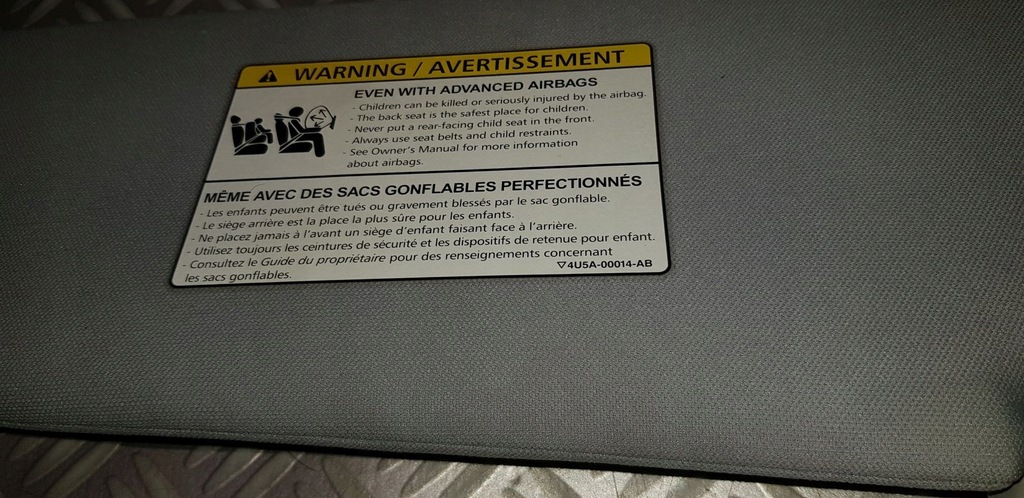 WARNING / AVERTISSEMENT
EVEN WITH ADVANCED AIRBAGS
- Children can be killed or seriously injured by the airbag.
- The back seat is the safest place for children.
- Never put a rear-facing child seat in the front.
- Always use seat belts and child restraints.
- See Owner's Manual for more information
about airbags.
MÊME AVEC DES SACS GONFLABLES PERFECTIONNÉS
- Les enfants peuvent être tués ou gravement blessés par le sac gonflable.
- Le siège arrière est la place la plus sûre pour les enfants.
- Ne placez jamais à l'avant un siège d'enfant faisant face à l'arrière.
- Utilisez toujours les ceintures de sécurité et les dispositifs de retenue pour enfant.
- Consultez le Guide du propriétaire pour des renseignements concernant
les sacs gonflables.
▽4U5A-00014-AB